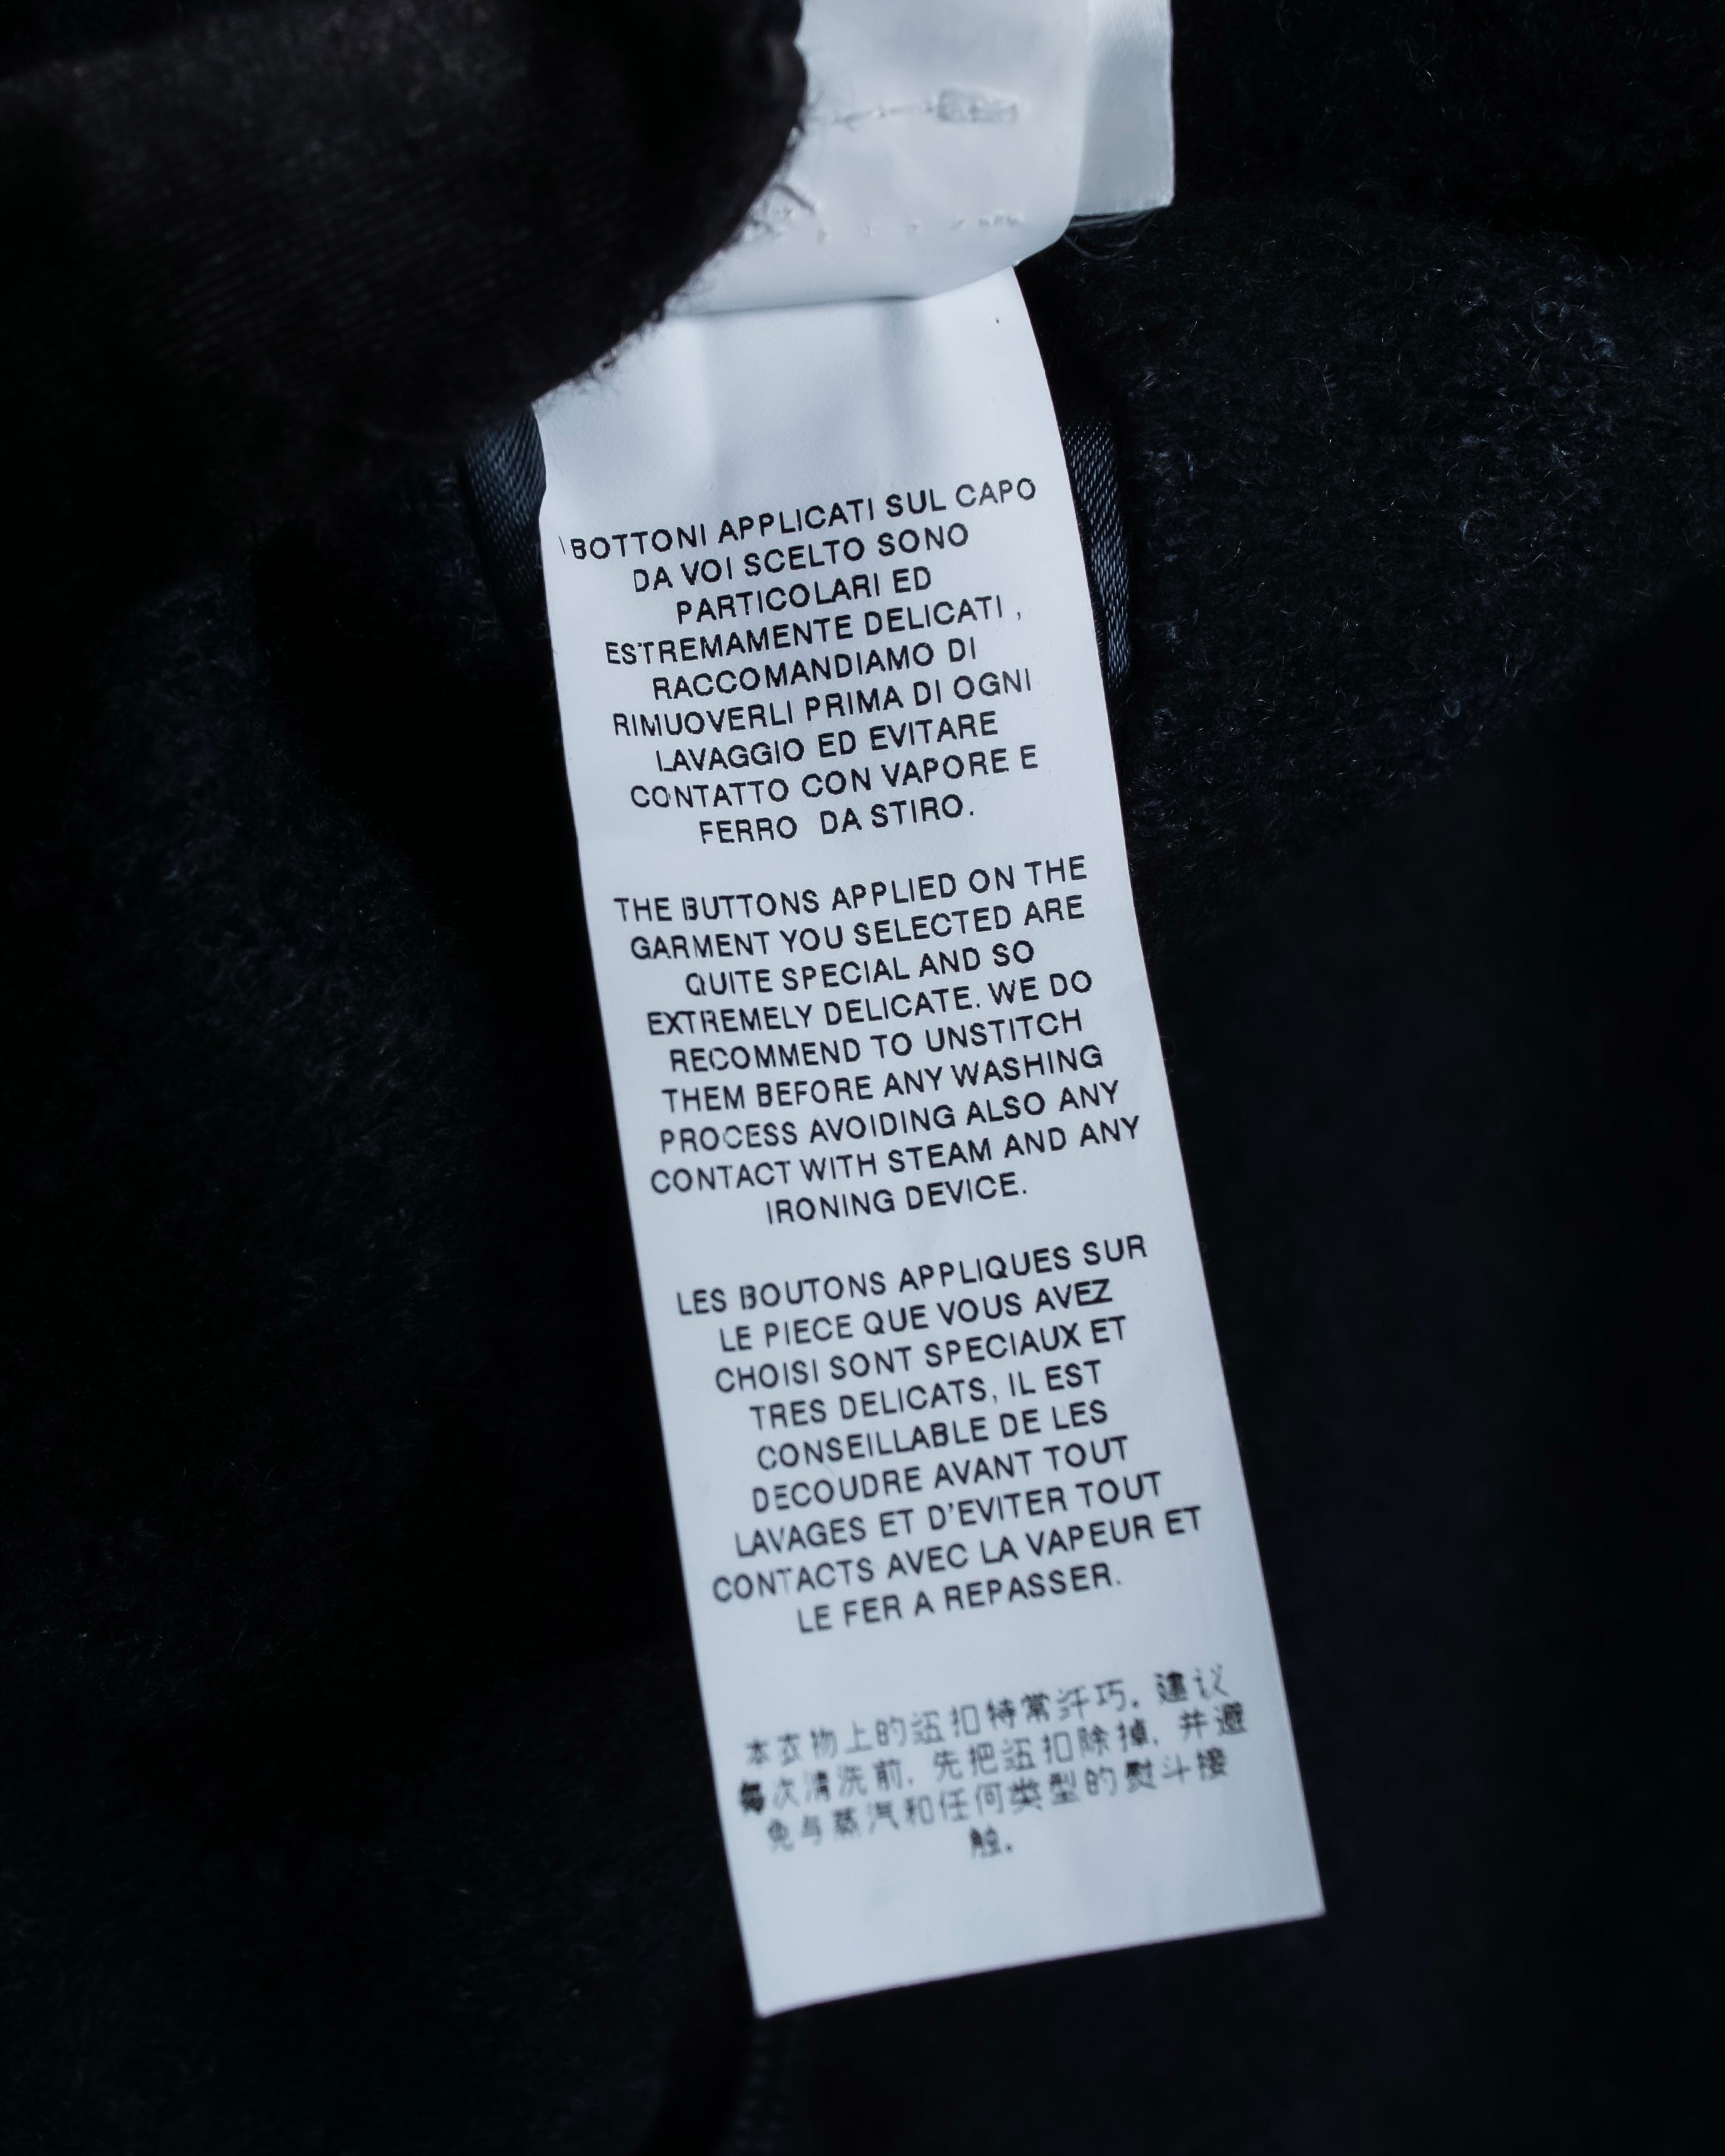 I BOTTONI APPLICATI SUL CAPO
DA VOI SCELTO SONO
PARTICOLARI ED
ESTREMAMENTE DELICATI ,
RACCOMANDIAMO DI
RIMUOVERLI PRIMA DI OGNI
LAVAGGIO ED EVITARE
CONTATTO CON VAPORE E
FERRO DA STIRO.
THE BUTTONS APPLIED ON THE
GARMENT YOU SELECTED ARE
QUITE SPECIAL AND SO
EXTREMELY DELICATE. WE DO
RECOMMEND TO UNSTITCH
THEM BEFORE ANY WASHING
PROCESS AVOIDING ALSO ANY
CONTACT WITH STEAM AND ANY
IRONING DEVICE.
LES BOUTONS APPLIQUES SUR
LE PIECE QUE VOUS AVEZ
CHOISI SONT SPECIAUX ET
TRES DELICATS, IL EST
CONSEILLABLE DE LES
DECOUDRE AVANT TOUT
LAVAGES ET D'EVITER TOUT
CONTACTS AVEC LA VAPEUR ET
LE FER A REPASSER.
本衣物上的纽扣特常纤巧. 建议
每次清洗前, 先把纽扣除掉, 并避
免与蒸汽和任何类型的熨斗接
触.